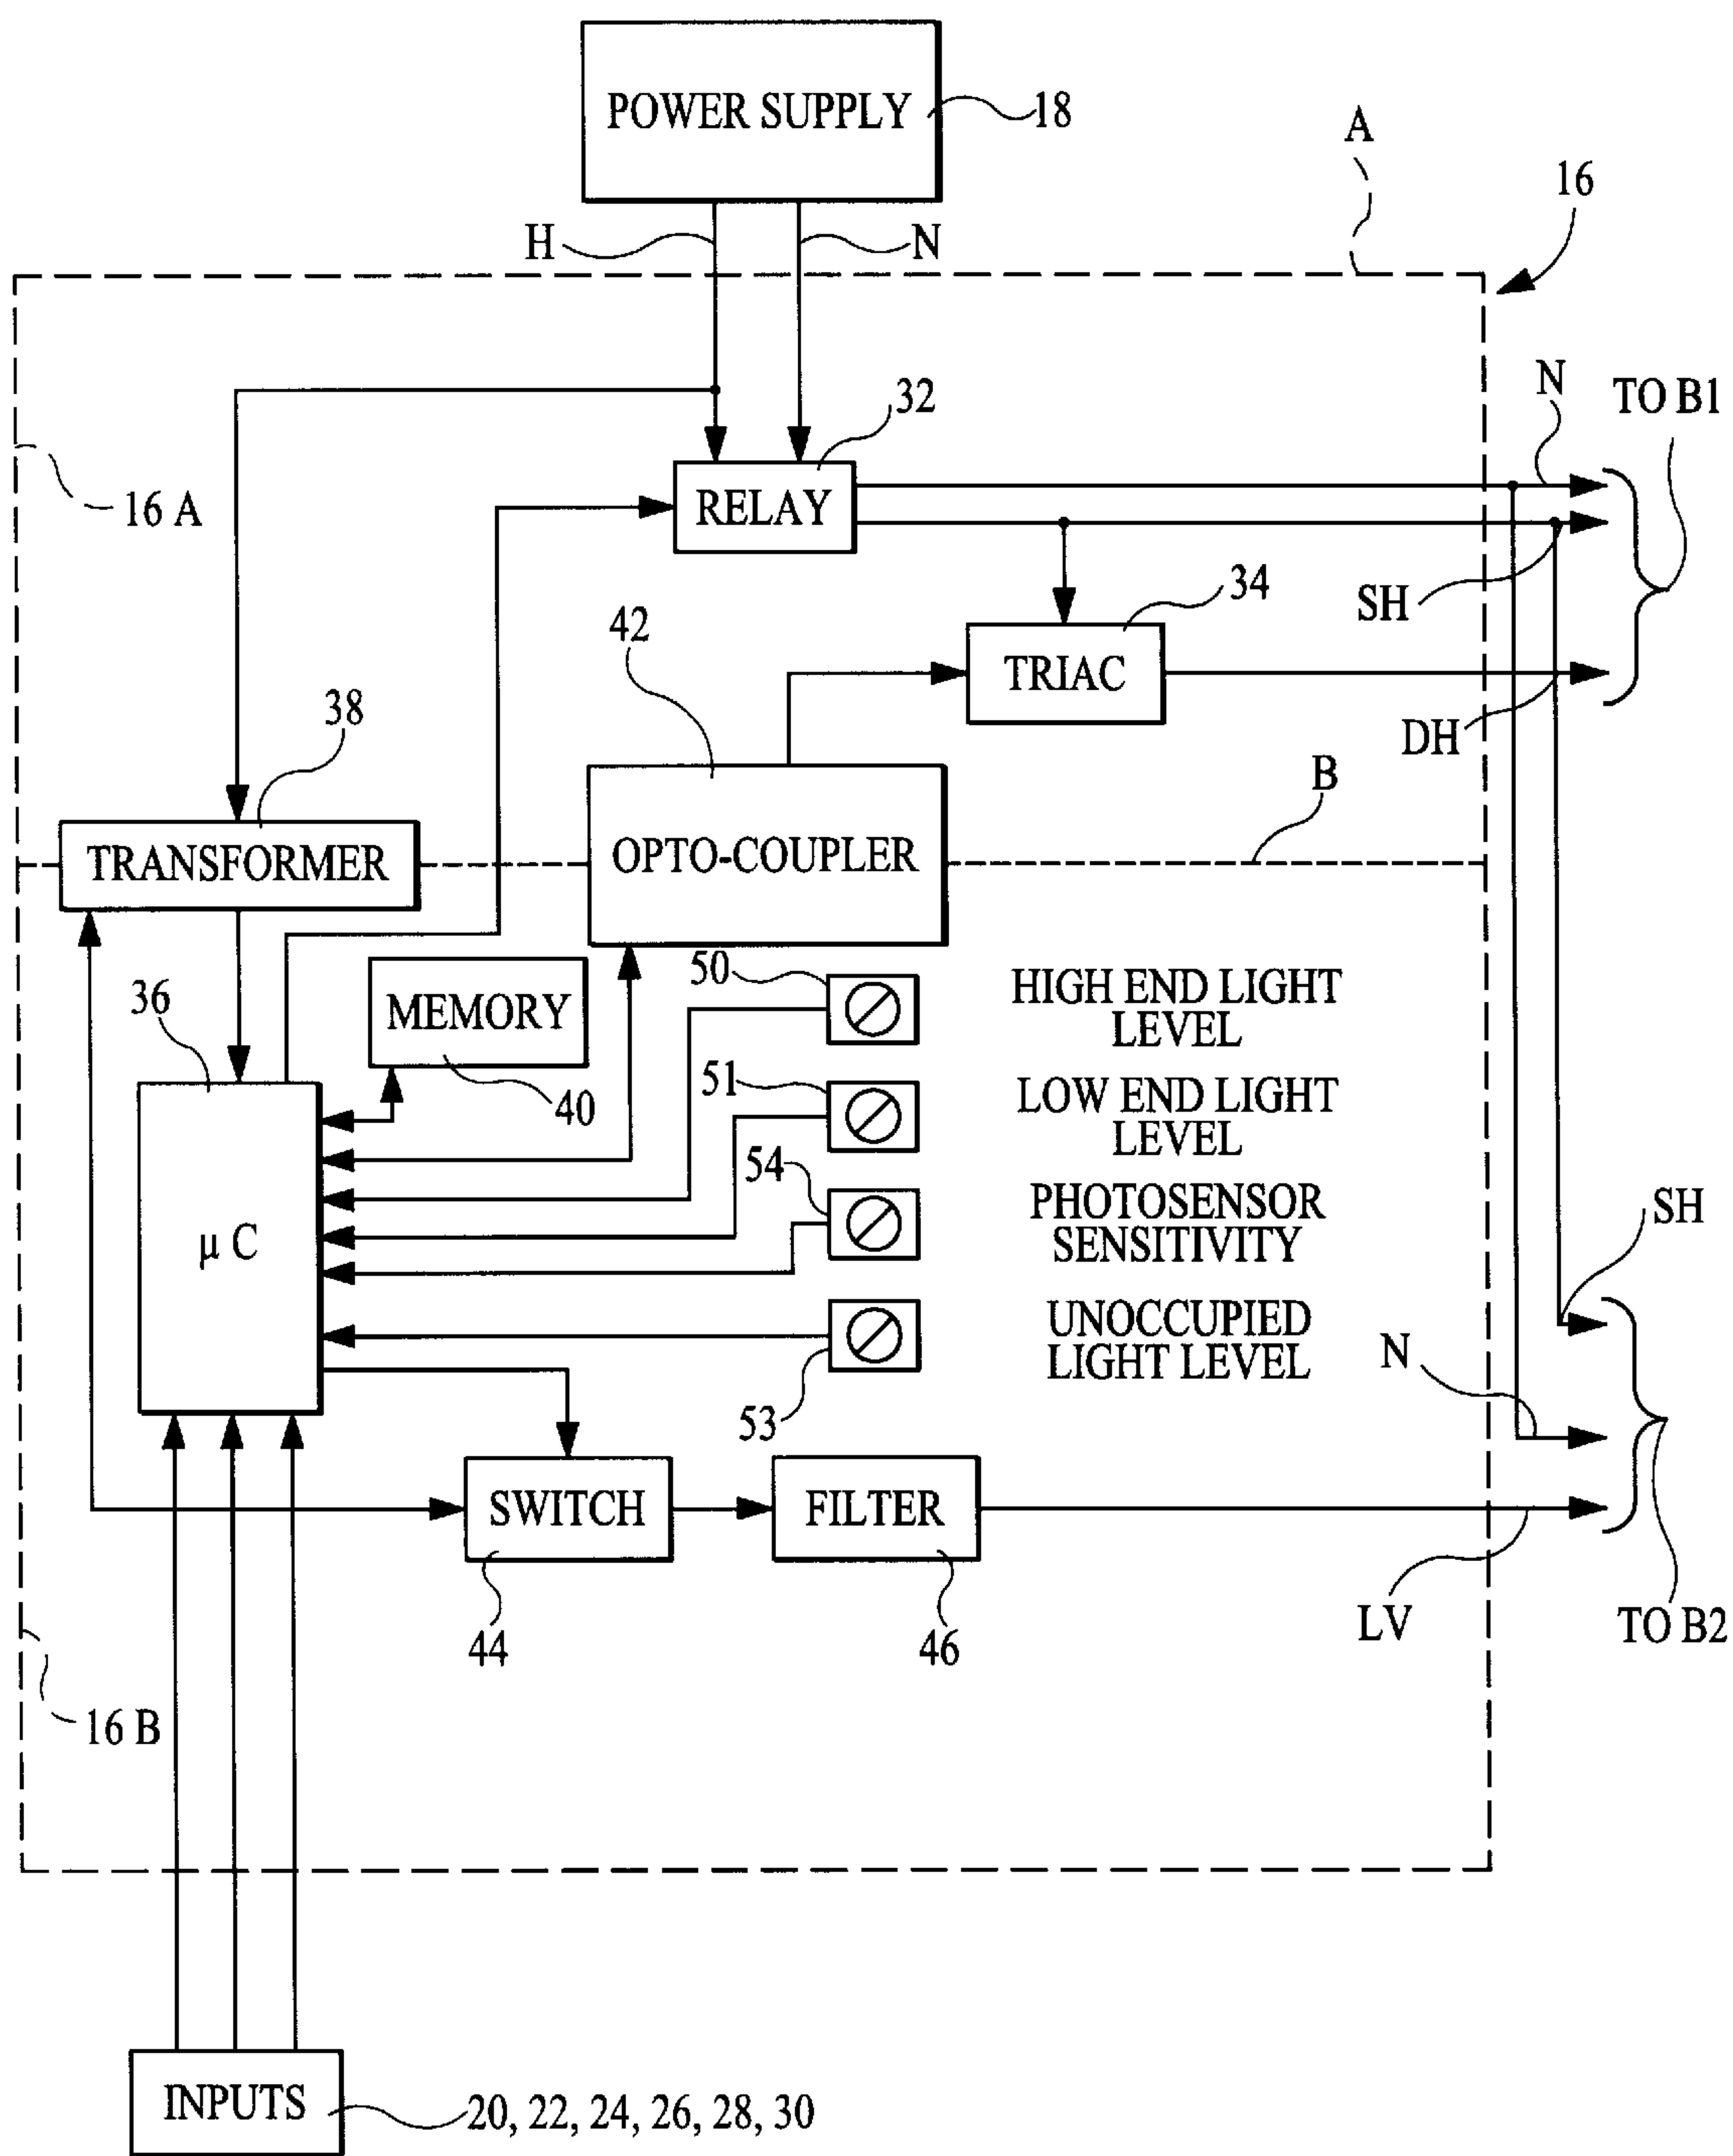 POWER SUPPLY
18
A
16
H
N
32
N
TO B1
16 A
RELAY
SH
34
42
TRIAC
38
DH
B
TRANSFORMER
OPTO-COUPLER
50
HIGH END LIGHT
LEVEL
36
MEMORY
51
40
LOW END LIGHT
LEVEL
54
PHOTOSENSOR
SENSITIVITY
SH
μ C
UNOCCUPIED
LIGHT LEVEL
N
53
SWITCH
FILTER
44
46
LV
TO B2
16 B
INPUTS
20, 22, 24, 26, 28, 30